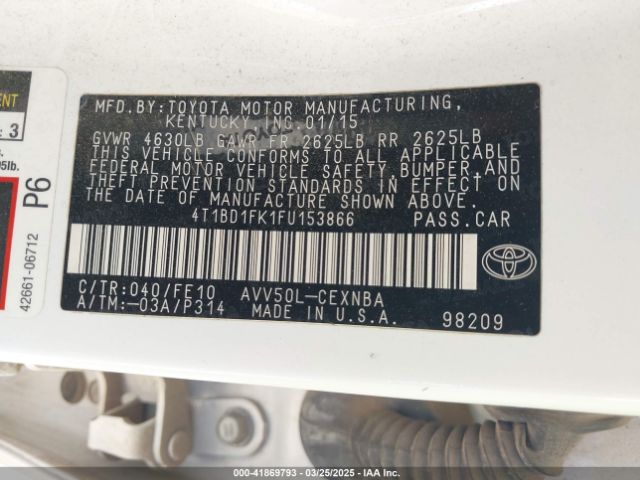 ENT
3
s.
05lb.
P6
42661-06712
MFD.BY: TOYOTA MOTOR MANUFACTURING,
KENTUCKY, INC. 01/15
GVWR 4630LB GAWR FR 2625LB RR 2625LB
THIS VEHICLE CONFORMS TO ALL APPLICABLE
FEDERAL MOTOR VEHICLE SAFETY, BUMPER, AND
THEFT PREVENTION STANDARDS IN EFFECT ON
THE DATE OF MANUFACTURE SHOWN ABOVE.
4T1BD1FK1FU153866 PASS.CAR
C/TR:040/FE10 AVV50L-CEXNBA
A/TM:-03A/P314 MADE IN U.S.A. 98209
000-41869793 — 03/25/2025 — IAA Inc.